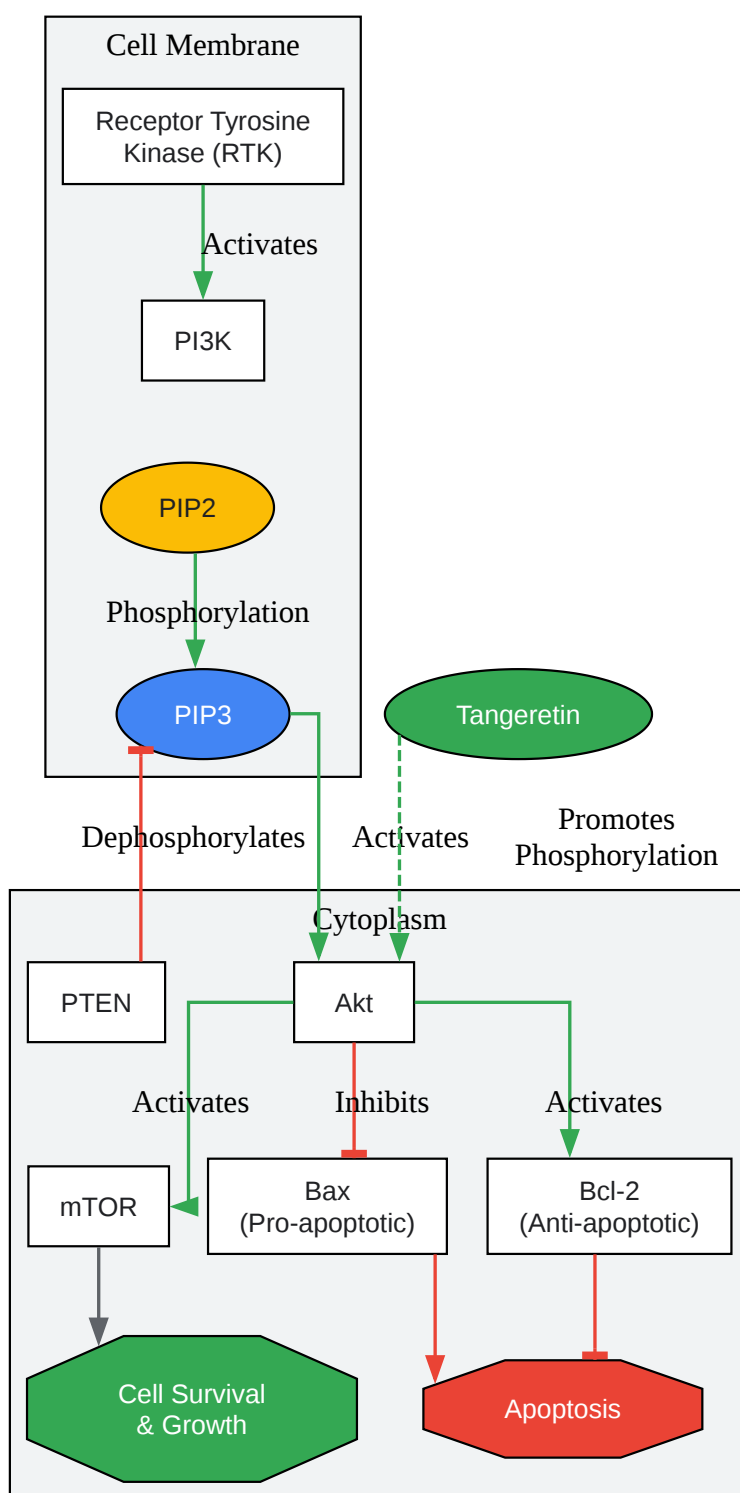 Cell Membrane
Receptor Tyrosine
Kinase (RTK)
Activates
PI3K
PIP2
Phosphorylation
PIP3
Tangeretin
Dephosphorylates
Activates
Promotes
Phosphorylation
Cytoplasm
PTEN
Akt
Activates
Inhibits
Activates
mTOR
Bax
(Pro-apoptotic)
Bcl-2
(Anti-apoptotic)
Cell Survival
& Growth
Apoptosis